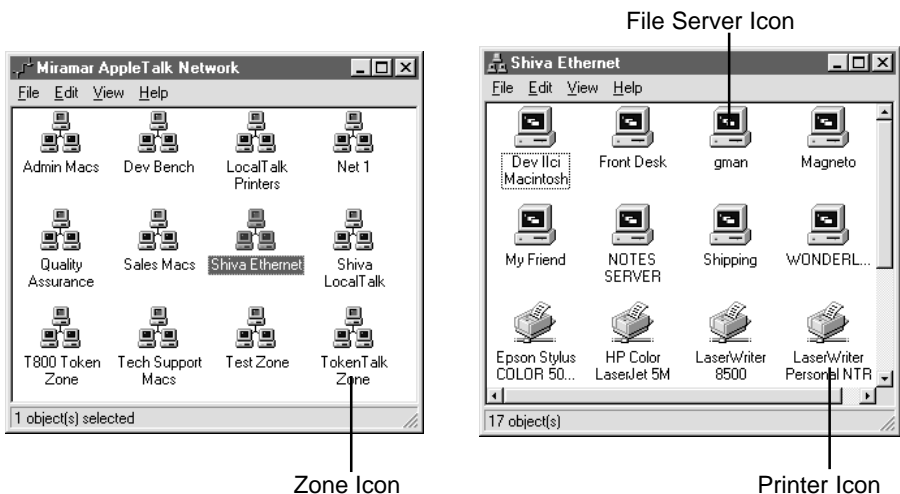 File Server Icon
Miramar AppleTalk Network
File Edit View Help
Admin Macs
Dev Bench
LocalTalk
Printers
Net 1
Quality
Assurance
Sales Macs
Shiva Ethernet
Shiva
LocalTalk
T800 Token
Zone
Tech Support
Macs
Test Zone
TokenTalk
Zone
1 object(s) selected
Zone Icon
Shiva Ethernet
File Edit View Help
Dev IIci
Macintosh
Front Desk
gman
Magneto
My Friend
NOTES
SERVER
Shipping
WONDERL...
Epson Stylus
COLOR 50...
HP Color
LaserJet 5M
LaserWriter
8500
LaserWriter
Personal NTR
17 object(s)
Printer Icon